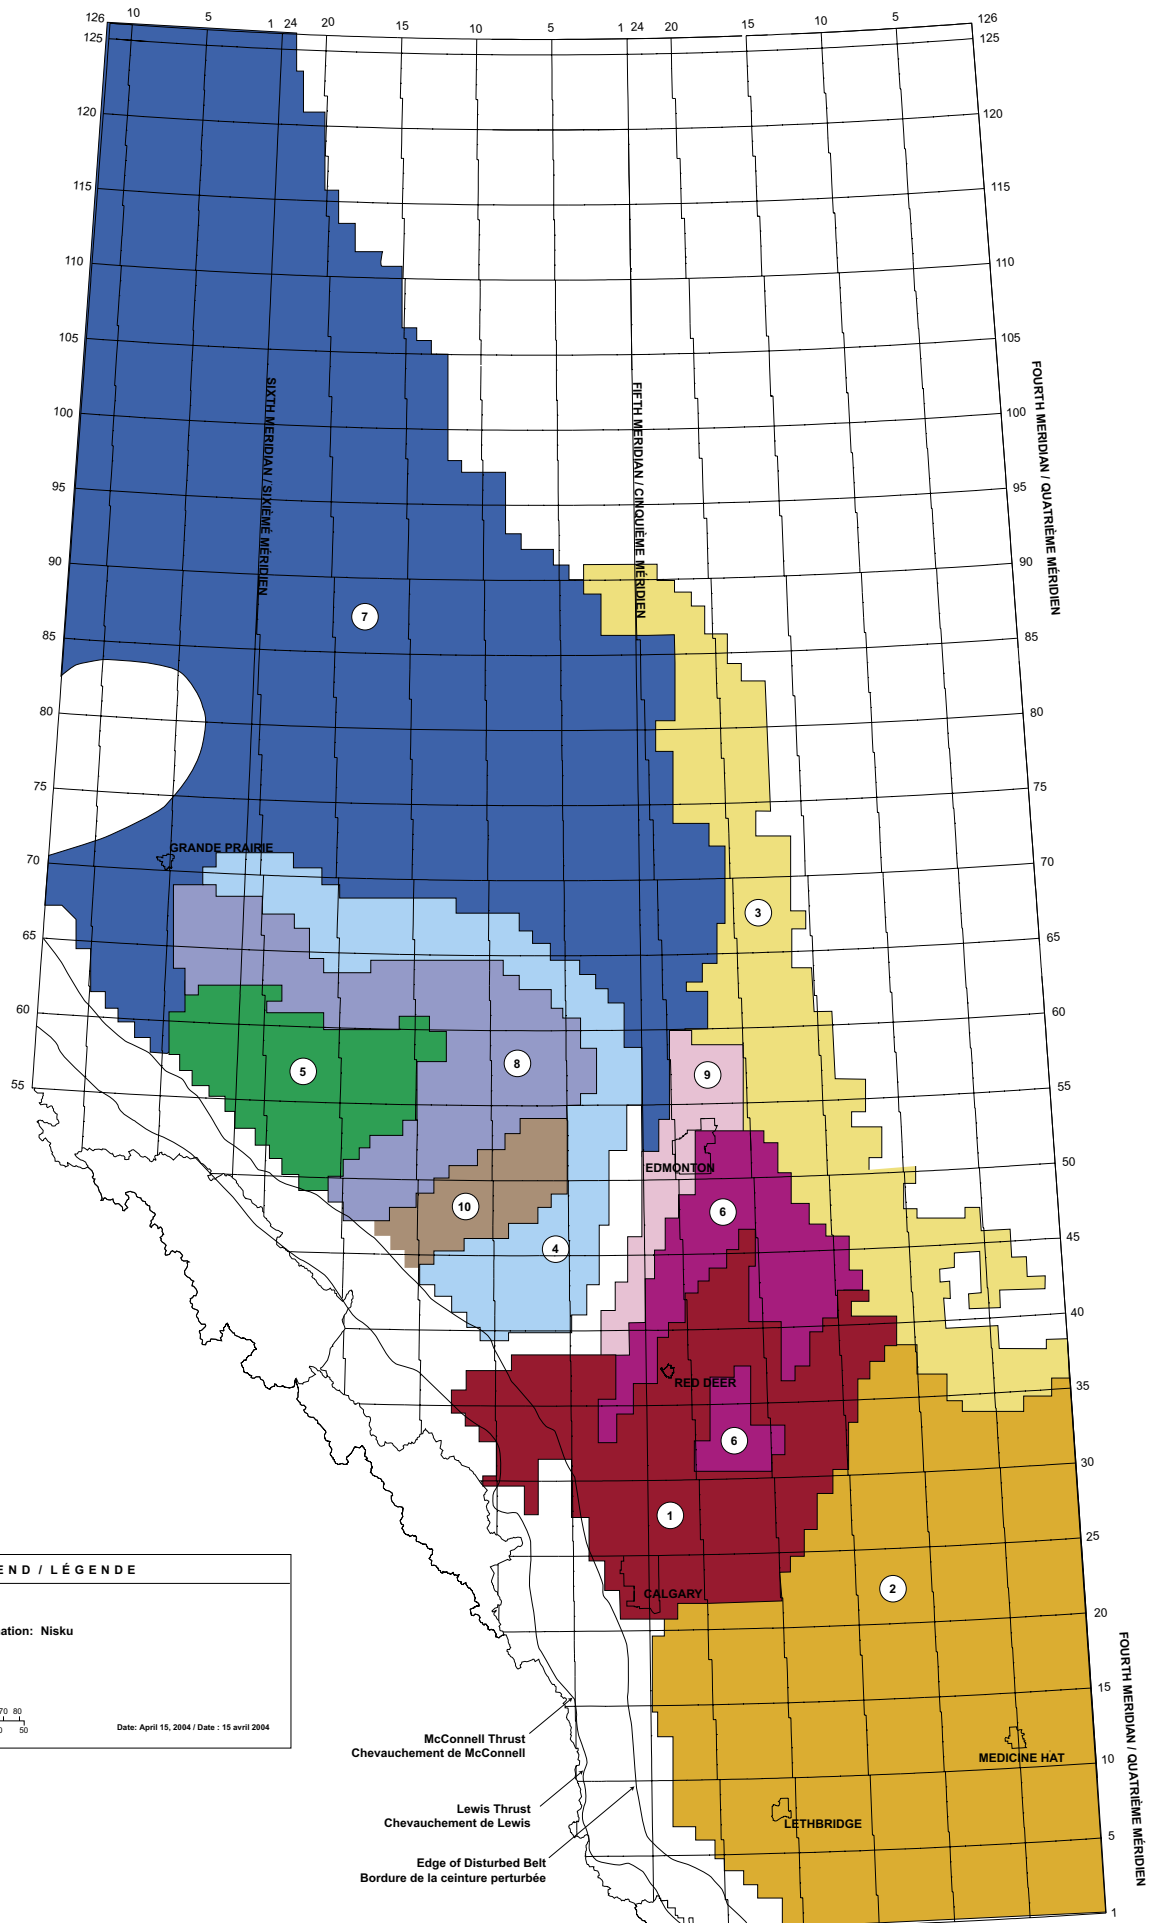 126 10 5 1 24 20 15 10 5 1 24 20 15 10 5 126
125 125
120 120
115 115
110 110
105 105
100 100
95 95
90 90
85 85
80 80
75 75
70 70
65 65
60 60
55 55
50
45
40
35
30
25
20
15
10
5
1
SIXTH MERIDIAN / SIXIÈME MÉRIDIEN
FIFTH MERIDIAN / CINQUIÈME MÉRIDIEN
FOURTH MERIDIAN / QUATRIÈME MÉRIDIEN
7
GRANDE PRAIRIE
3
5
8
9
EDMONTON
10
6
4
RED DEER
6
1
CALGARY
2
END / LÉGENDE
ation: Nisku
70 80
0 50
Date: April 15, 2004 / Date : 15 avril 2004
McConnell Thrust
Chevauchement de McConnell
Lewis Thrust
Chevauchement de Lewis
Edge of Disturbed Belt
Bordure de la ceinture perturbée
MEDICINE HAT
LETHBRIDGE
FOURTH MERIDIAN / QUATRIÈME MÉRIDIEN